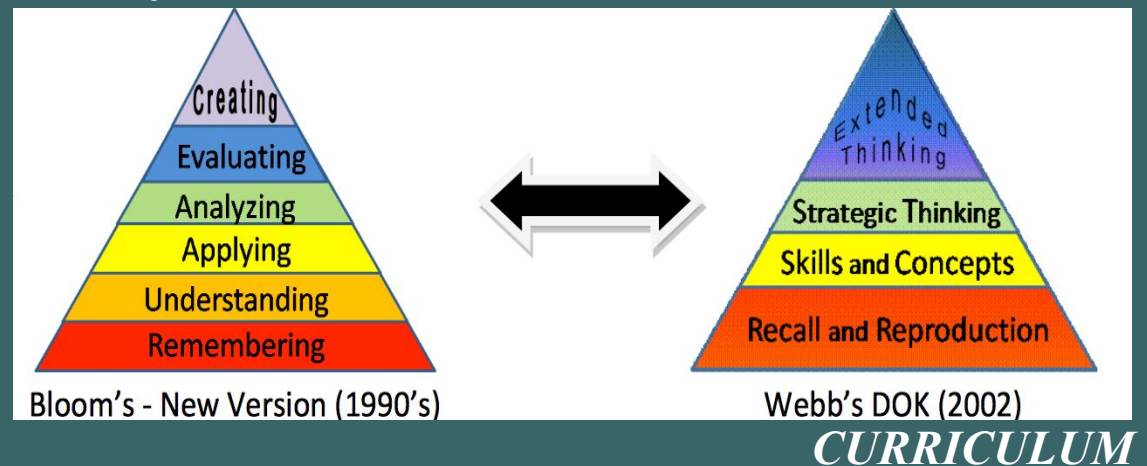 Creating
Evaluating
Analyzing
Applying
Understanding
Remembering
Bloom's - New Version (1990's)
Extended
Thinking
Strategic Thinking
Skills and Concepts
Recall and Reproduction
Webb's DOK (2002)
CURRICULUM